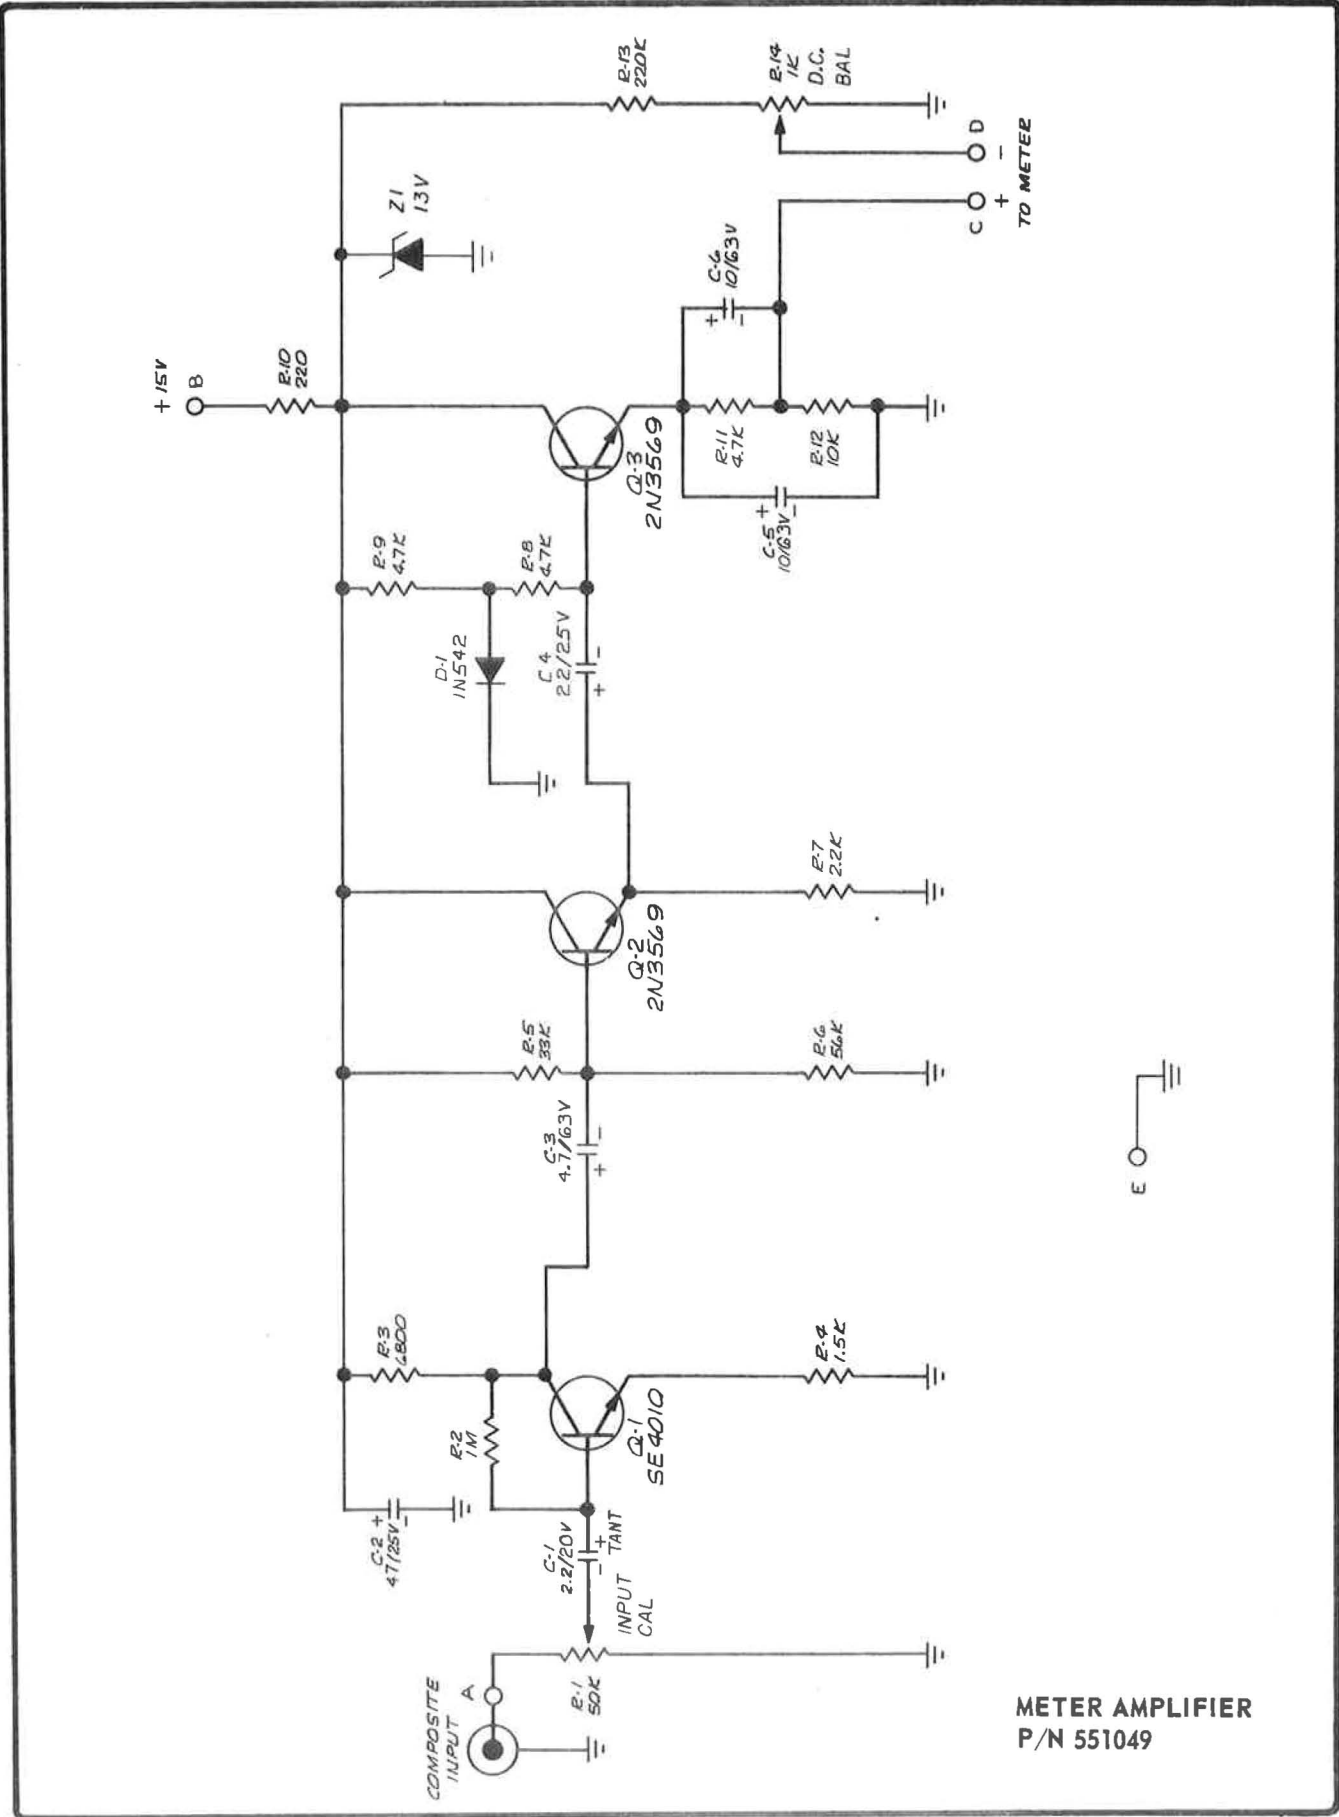 COMPOSITE
INPUT
A
R-1
50K
INPUT
CAL
C-1
2.2/20V
-
+
TANT
C-2
47/25V
+
-
R-2
1M
R-3
6800
Q-1
SE4010
R-4
1.5K
C-3
4.7/63V
+
-
R-5
33K
R-6
56K
Q-2
2N3569
R-7
2.2K
D-1
1N542
C4
22/25V
+
-
R-9
4.7K
R-8
4.7K
Q-3
2N3569
+15V
B
R-10
220
C-5
10/63V
+
-
R-11
4.7K
R-12
10K
C-6
10/63V
+
-
Z1
13V
R-13
220K
R-14
1K
D.C.
BAL
C
+
D
-
TO METER
E
METER AMPLIFIER
P/N 551049